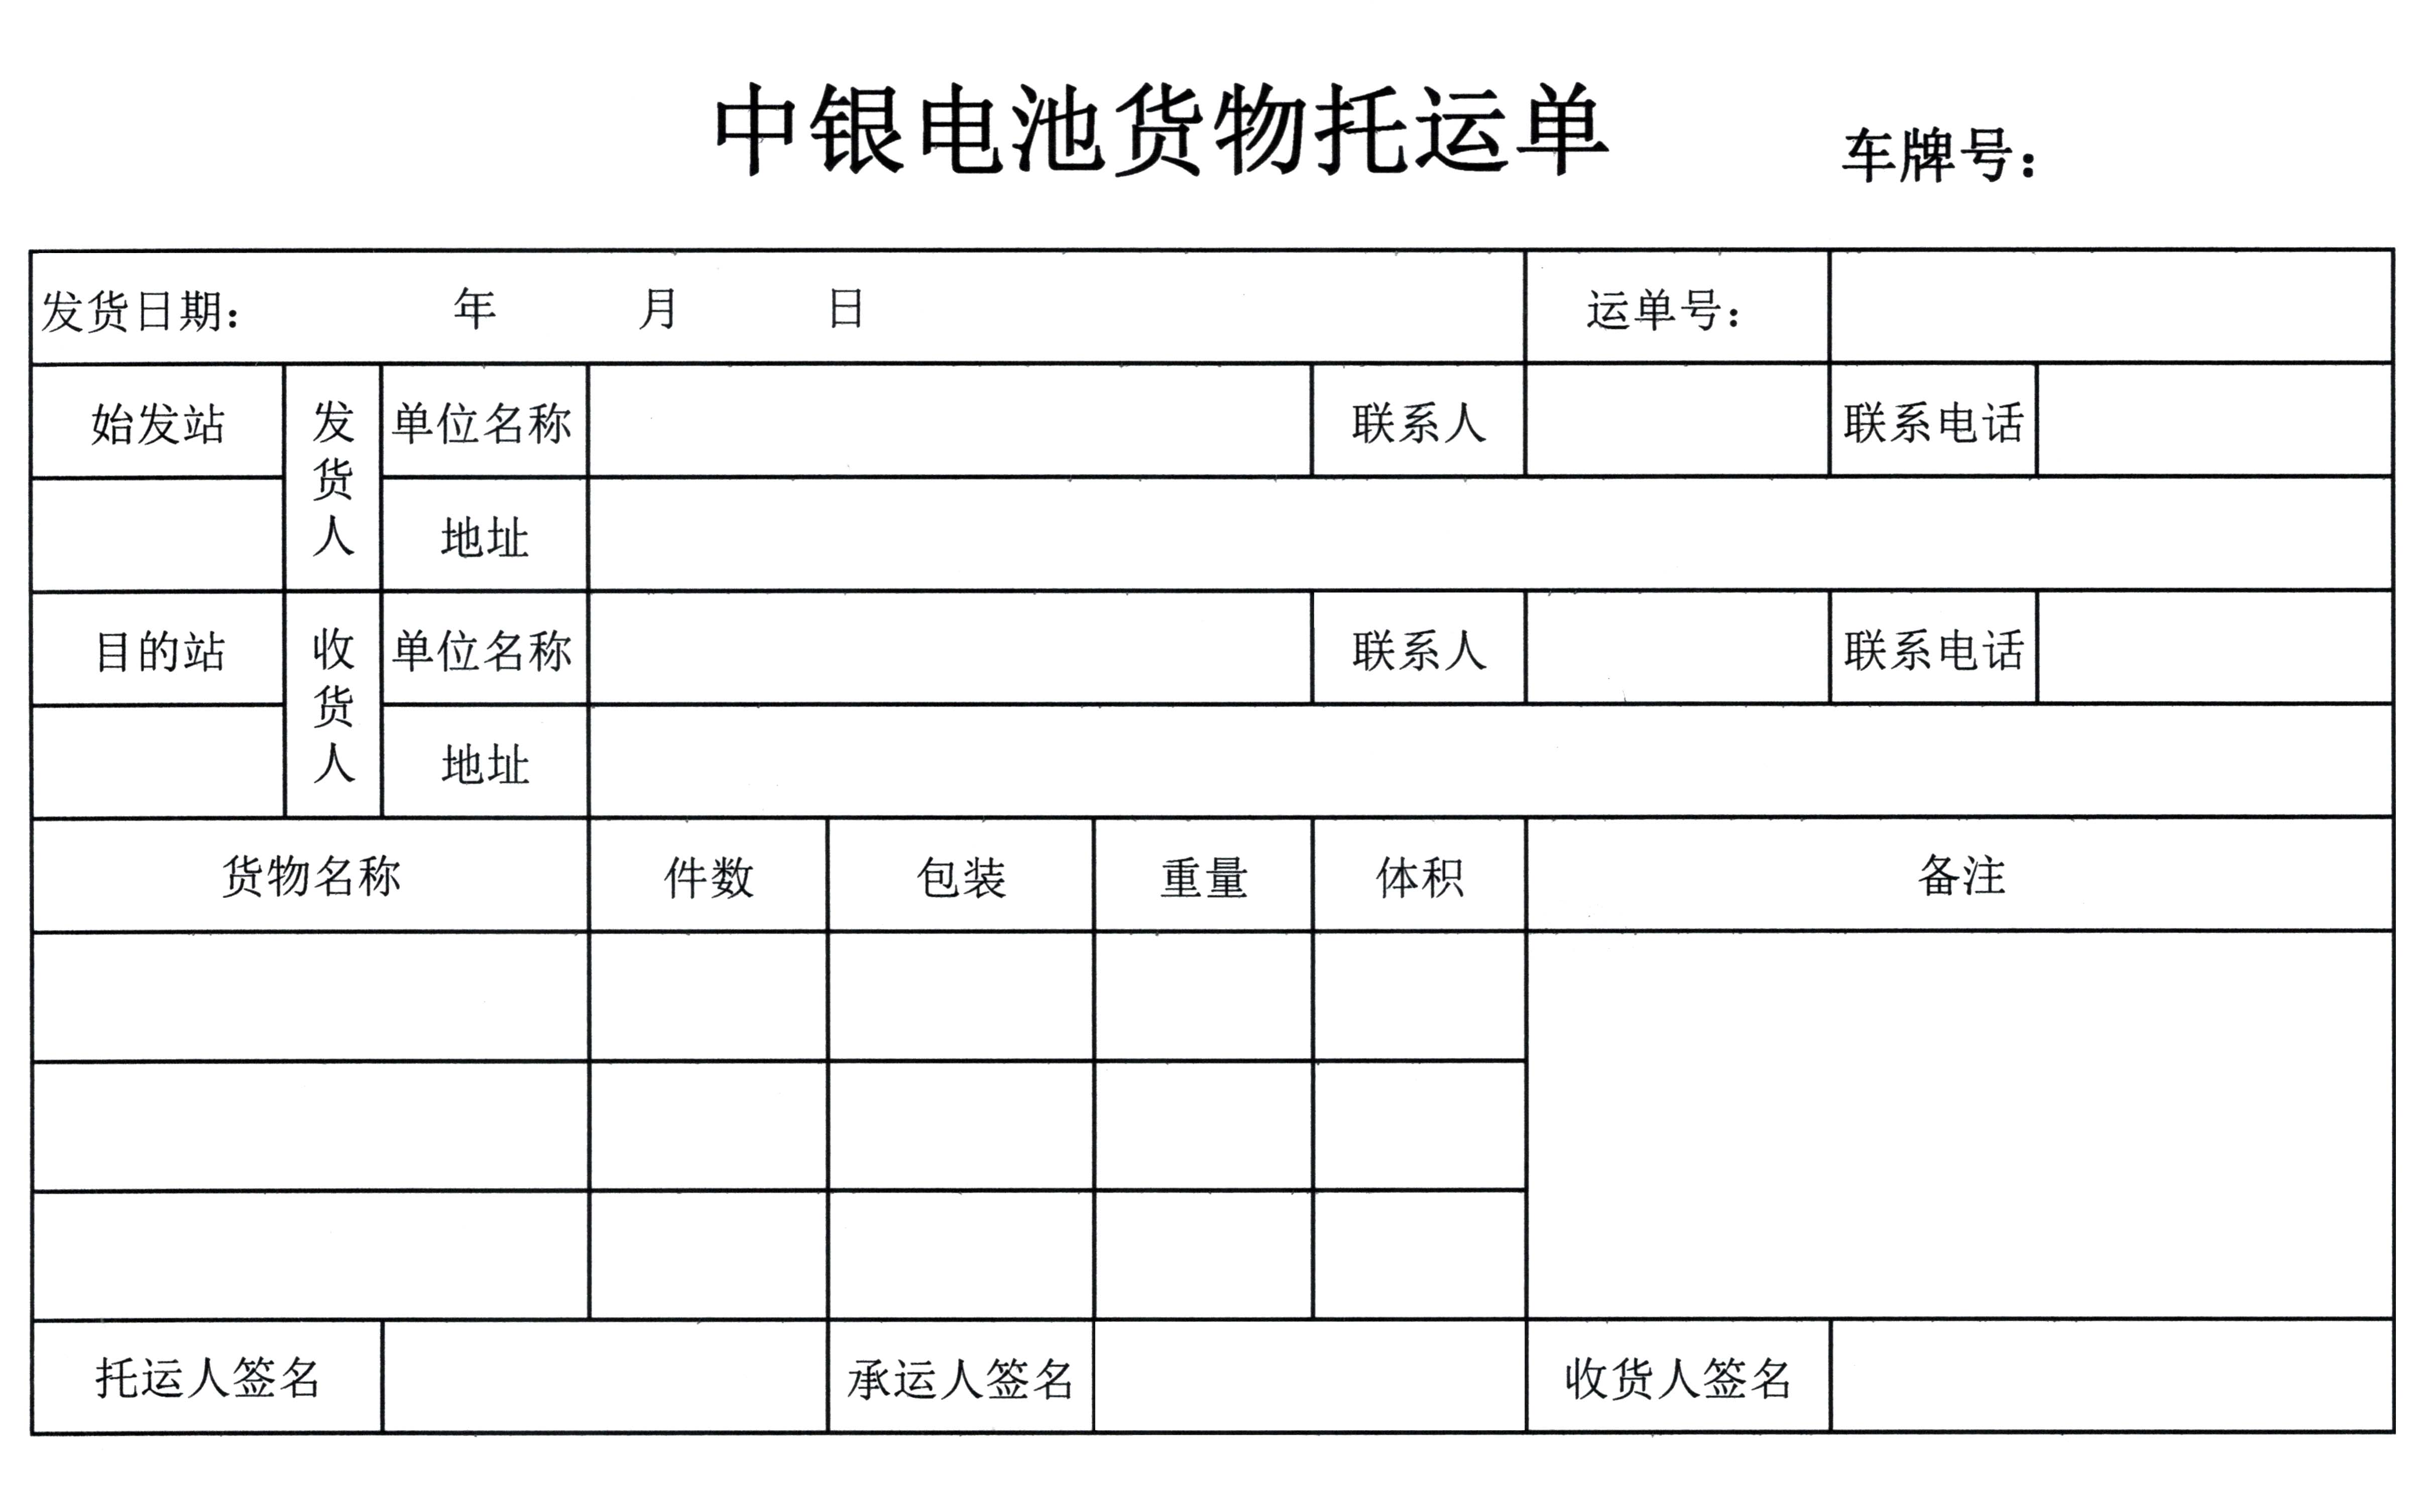 中银电池货物托运单 车牌号：
发货日期： 年 月 日 运单号：
始发站 发货人 单位名称 联系人 联系电话
地址
目的站 收货人 单位名称 联系人 联系电话
地址
货物名称 件数 包装 重量 体积 备注
托运人签名 承运人签名 收货人签名